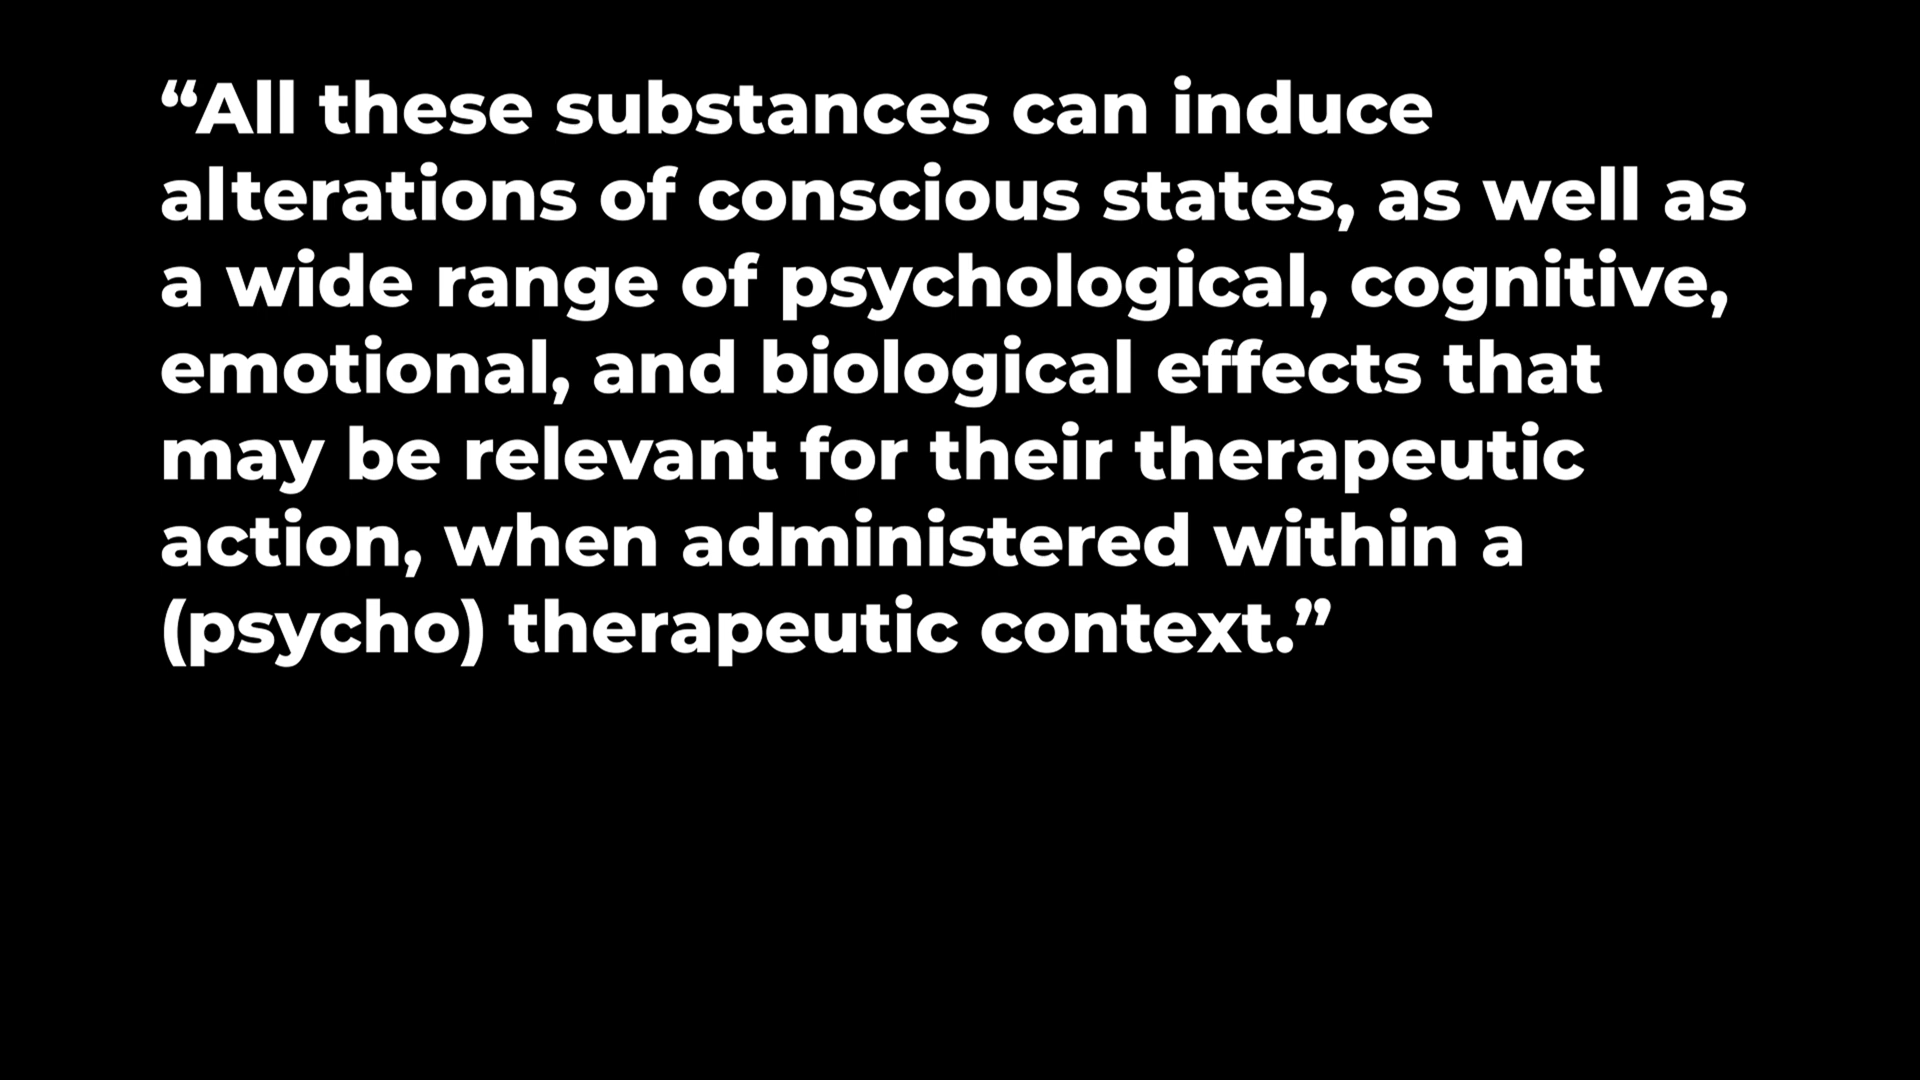 “All these substances can induce
alterations of conscious states, as well as
a wide range of psychological, cognitive,
emotional, and biological effects that
may be relevant for their therapeutic
action, when administered within a
(psycho) therapeutic context.”